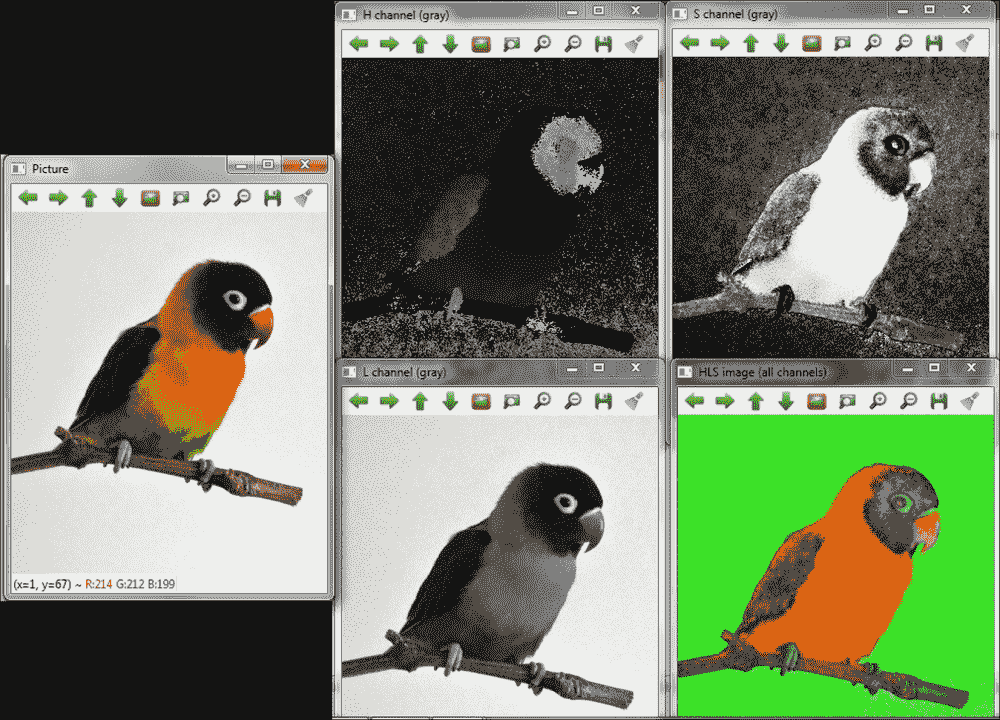 H channel (gray)
S channel (gray)
Picture
(x=1, y=67) ~ R:214 G:212 B:199
L channel (gray)
HLS image (all channels)